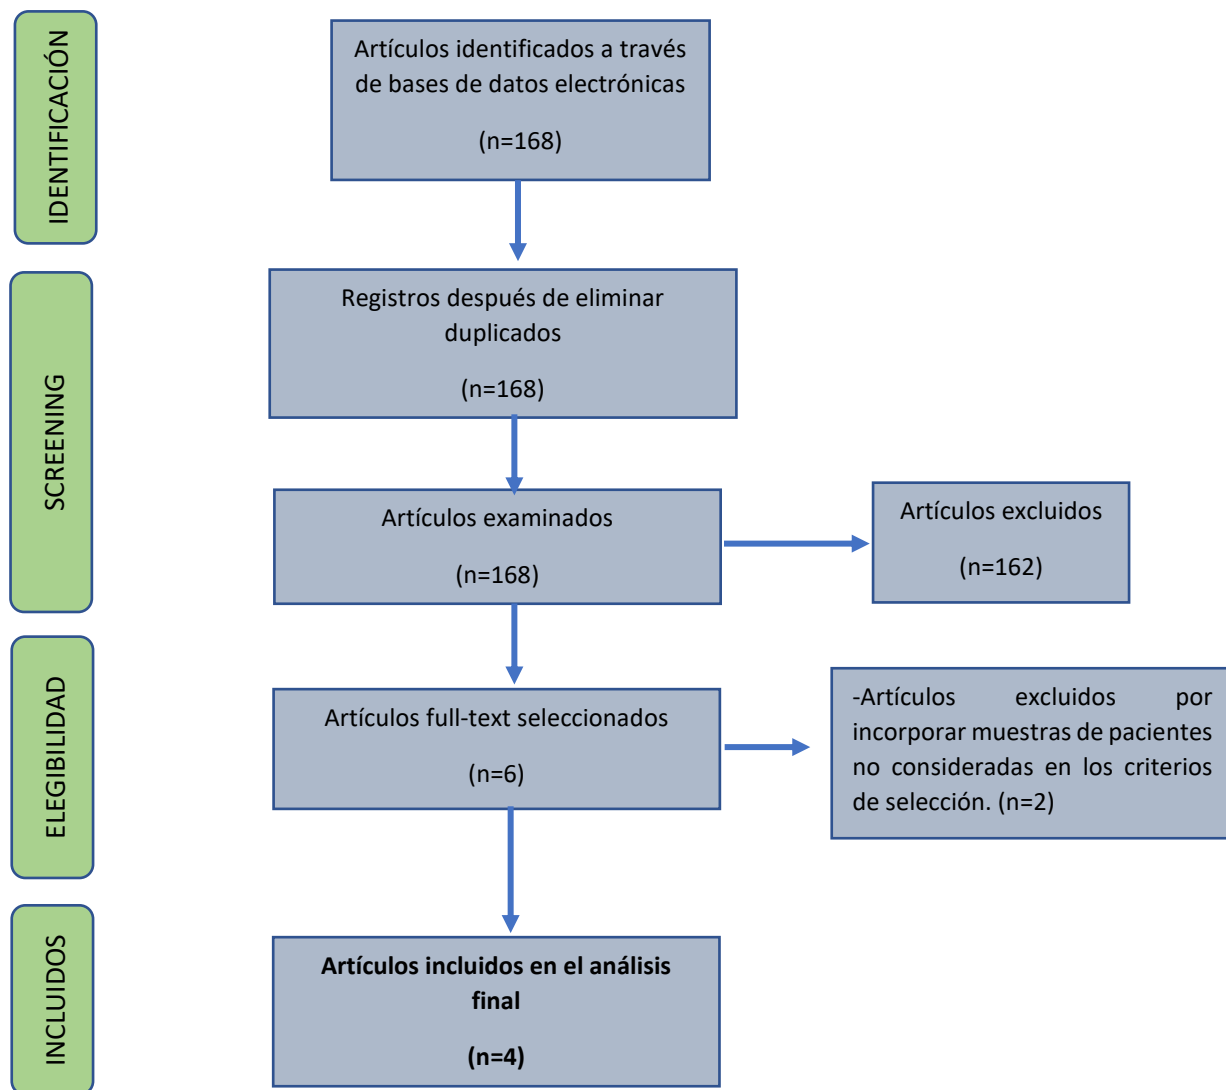 IDENTIFICACIÓN
Artículos identificados a través
de bases de datos electrónicas
(n=168)
SCREENING
Registros después de eliminar
duplicados
(n=168)
Artículos examinados
(n=168)
Artículos excluidos
(n=162)
ELEGIBILIDAD
Artículos full-text seleccionados
(n=6)
-Artículos excluidos por
incorporar muestras de pacientes
no consideradas en los criterios
de selección. (n=2)
INCLUIDOS
Artículos incluidos en el análisis
final
(n=4)